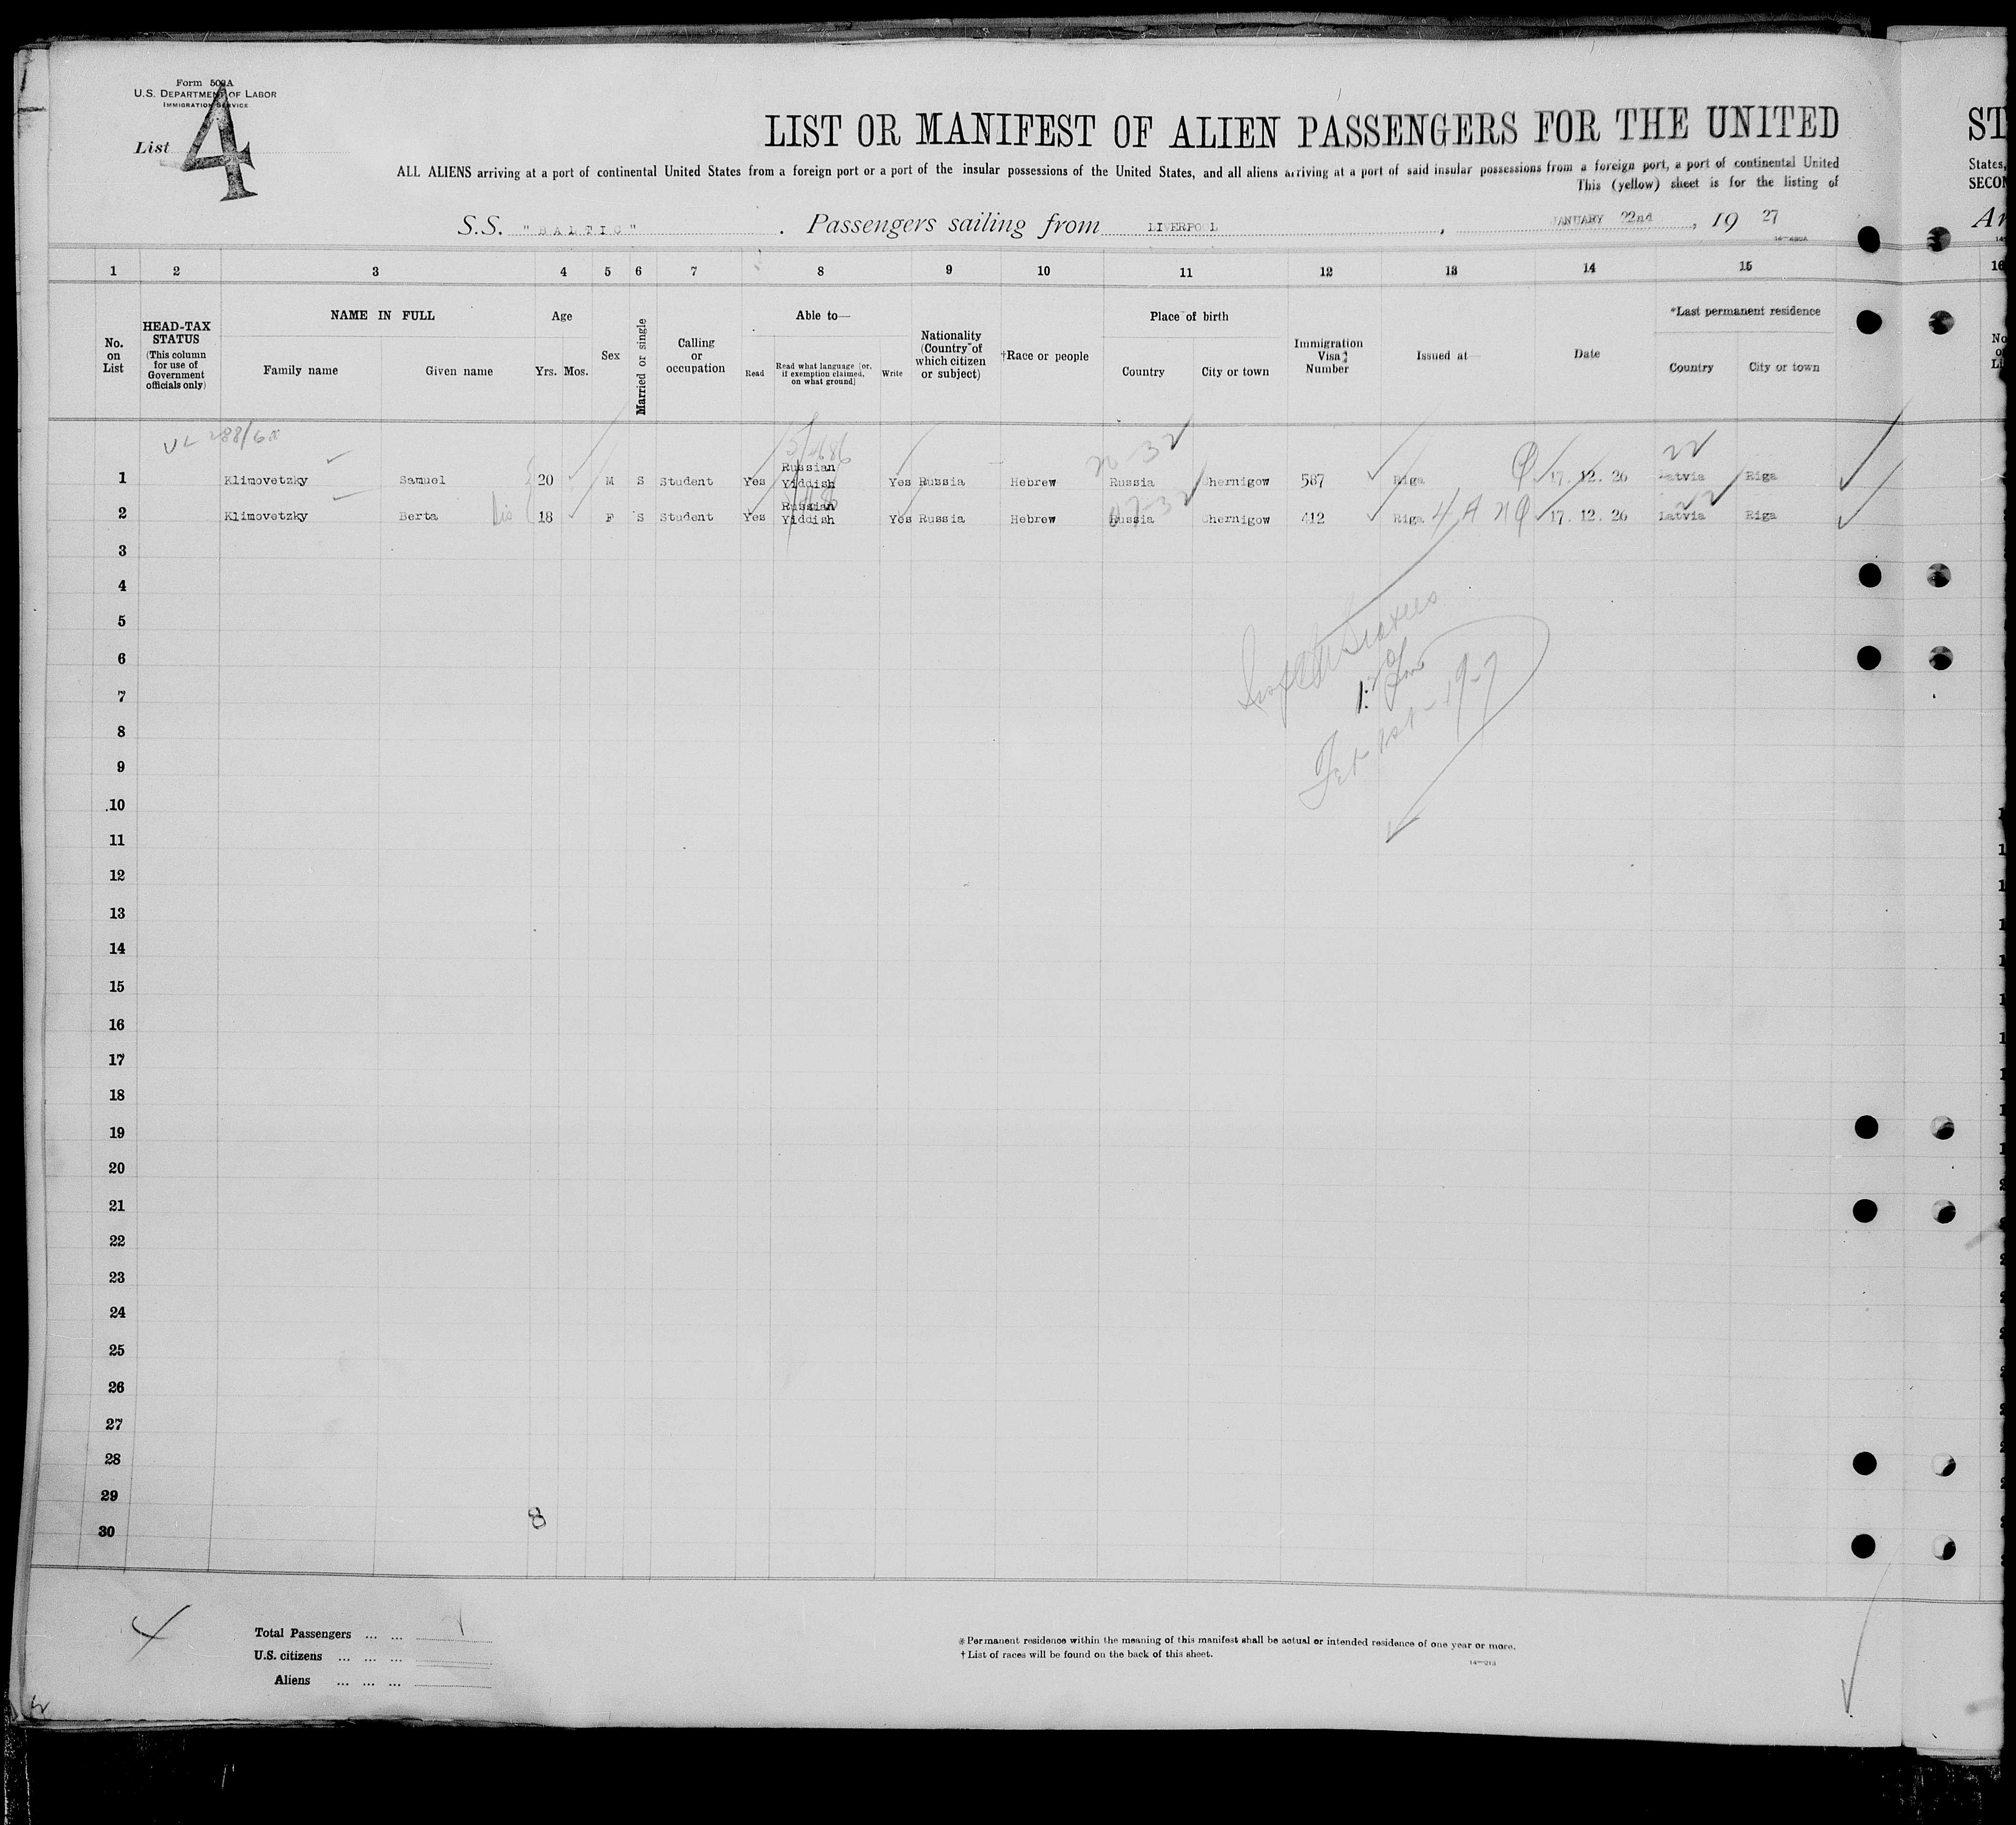 Form 500A
U.S. DEPARTMENT OF LABOR
IMMIGRATION SERVICE
List 4
LIST OR MANIFEST OF ALIEN PASSENGERS FOR THE UNITED
ST
ALL ALIENS arriving at a port of continental United States from a foreign port or a port of the insular possessions of the United States, and all aliens arriving at a port of said insular possessions from a foreign port, a port of continental United
States,
This (yellow) sheet is for the listing of
SECON
S.S. "BALTIC". Passengers sailing from LIVERPOOL, JANUARY 22nd, 19 27
Ar
1 2 3 4 5 6 7 8 9 10 11 12 13 14 15 16
No. on List
HEAD-TAX STATUS (This column for use of Government officials only)
NAME IN FULL
Family name
Given name
Age
Yrs. Mos.
Sex
Married or single
Calling or occupation
Able to—
Read
Read what language [or, if exemption claimed, on what ground]
Write
Nationality (Country of which citizen or subject)
†Race or people
Place of birth
Country
City or town
Immigration Visa Number
Issued at
Date
*Last permanent residence
Country
City or town
1 Klimovetzky Samuel 20 M S Student Yes Russian Yiddish Yes Russia Hebrew Russia Chernigow 567 Riga 17. 12. 26 Latvia Riga
2 Klimovetzky Berta 18 F S Student Yes Russian Yiddish Yes Russia Hebrew Russia Chernigow 412 Riga 17. 12. 26 Latvia Riga
3
4
5
6
7
8
9
10
11
12
13
14
15
16
17
18
19
20
21
22
23
24
25
26
27
28
29
30
8
Total Passengers ... ...
U.S. citizens ... ... ...
Aliens ... ... ...
* Permanent residence within the meaning of this manifest shall be actual or intended residence of one year or more.
† List of races will be found on the back of this sheet.
14—213